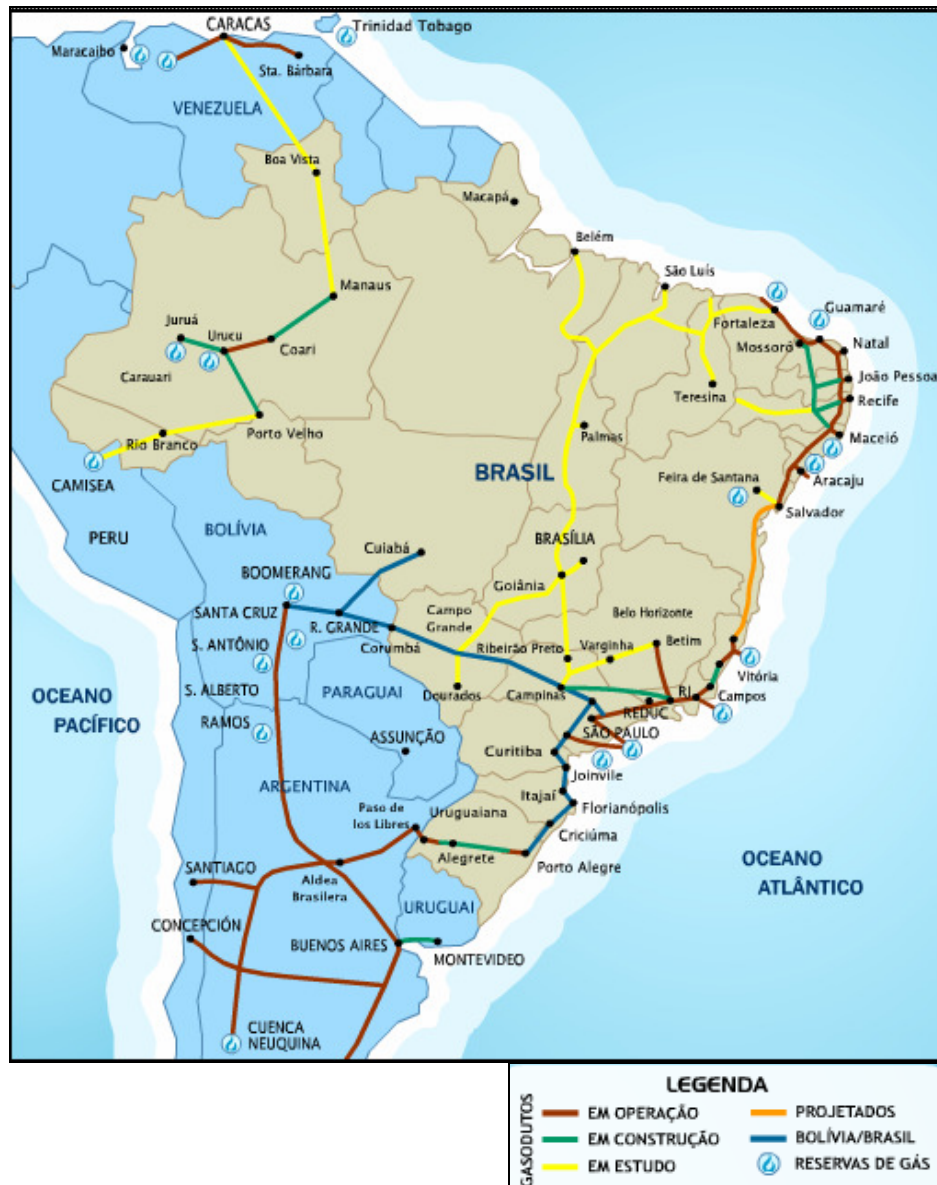 CARACAS
Trinidad Tobago
Maracaibo
Sta. Bárbara
VENEZUELA
Boa Vista
Macapá
Belém
São Luís
Manaus
Guamaré
Juruá
Urucu
Fortaleza
Mossoró
Coari
Natal
Carauari
João Pessoa
Teresina
Recife
Porto Velho
Rio Branco
Palmas
Maceió
CAMISEA
BRASIL
Feira de Santana
Aracaju
Salvador
PERU
BOLÍVIA
Cuiabá
BRASÍLIA
BOOMERANG
Goiânia
SANTA CRUZ
Campo
Grande
Belo Horizonte
R. GRANDE
S. ANTÔNIO
Corumbá
Ribeirão Preto
Varginha
Betim
Vitória
S. ALBERTO
PARAGUAI
Dourados
Campinas
RJ
Campos
OCEANO
PACÍFICO
RAMOS
REDUC
SÃO PAULO
ASSUNÇÃO
Curitiba
Joinvile
ARGENTINA
Itajaí
Paso de
los Libres
Uruguaiana
Florianópolis
Criciúma
Alegrete
Porto Alegre
OCEANO
ATLÂNTICO
SANTIAGO
Aldea
Brasilera
URUGUAI
CONCEPCIÓN
BUENOS AIRES
MONTEVIDEO
CUENCA
NEUQUINA
LEGENDA
GASODUTOS
EM OPERAÇÃO
PROJETADOS
EM CONSTRUÇÃO
BOLÍVIA/BRASIL
EM ESTUDO
RESERVAS DE GÁS